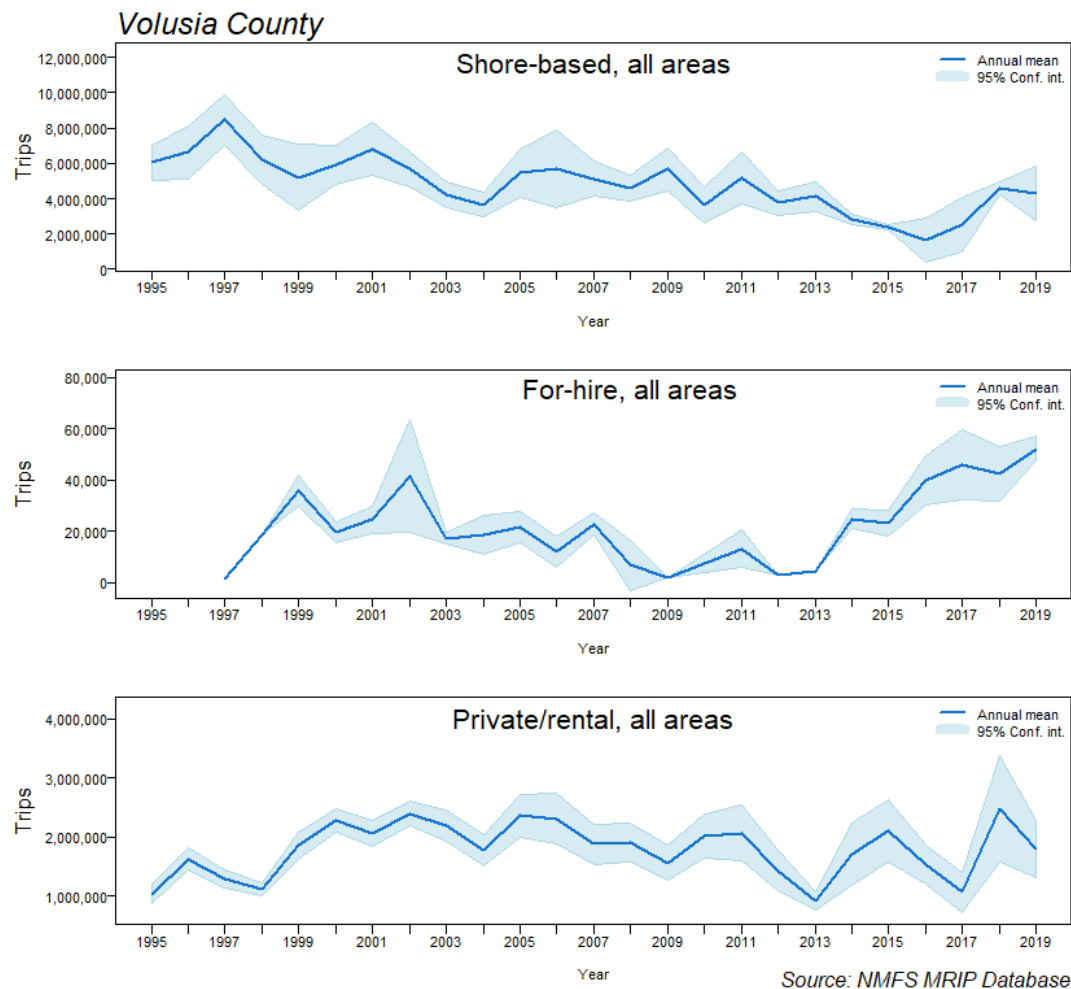 Volusia County
Shore-based, all areas
Annual mean
95% Conf. int.
Trips
12,000,000
10,000,000
8,000,000
6,000,000
4,000,000
2,000,000
0
1995 1997 1999 2001 2003 2005 2007 2009 2011 2013 2015 2017 2019
Year
For-hire, all areas
Annual mean
95% Conf. int.
Trips
80,000
60,000
40,000
20,000
0
1995 1997 1999 2001 2003 2005 2007 2009 2011 2013 2015 2017 2019
Year
Private/rental, all areas
Annual mean
95% Conf. int.
Trips
4,000,000
3,000,000
2,000,000
1,000,000
1995 1997 1999 2001 2003 2005 2007 2009 2011 2013 2015 2017 2019
Year
Source: NMFS MRIP Database